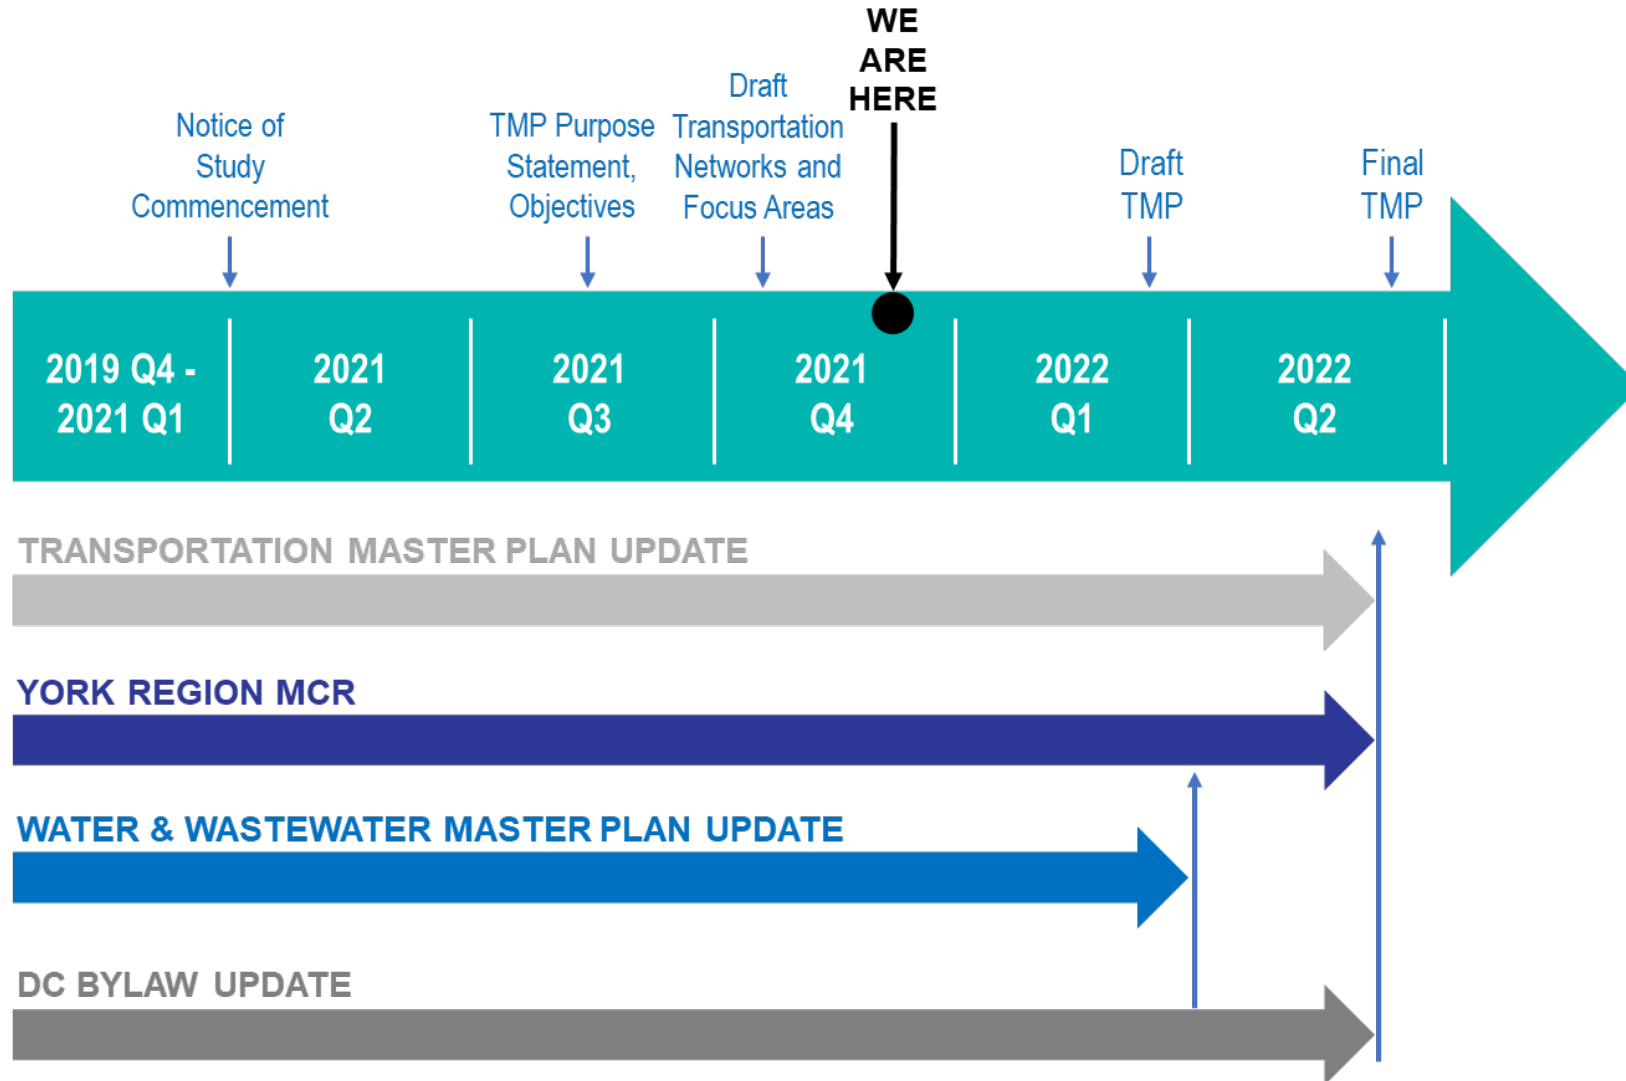 WE
ARE
HERE
Notice of
Study
Commencement
TMP Purpose
Statement,
Objectives
Draft
Transportation
Networks and
Focus Areas
Draft
TMP
Final
TMP
2019 Q4 -
2021 Q1
2021
Q2
2021
Q3
2021
Q4
2022
Q1
2022
Q2
TRANSPORTATION MASTER PLAN UPDATE
YORK REGION MCR
WATER & WASTEWATER MASTER PLAN UPDATE
DC BYLAW UPDATE